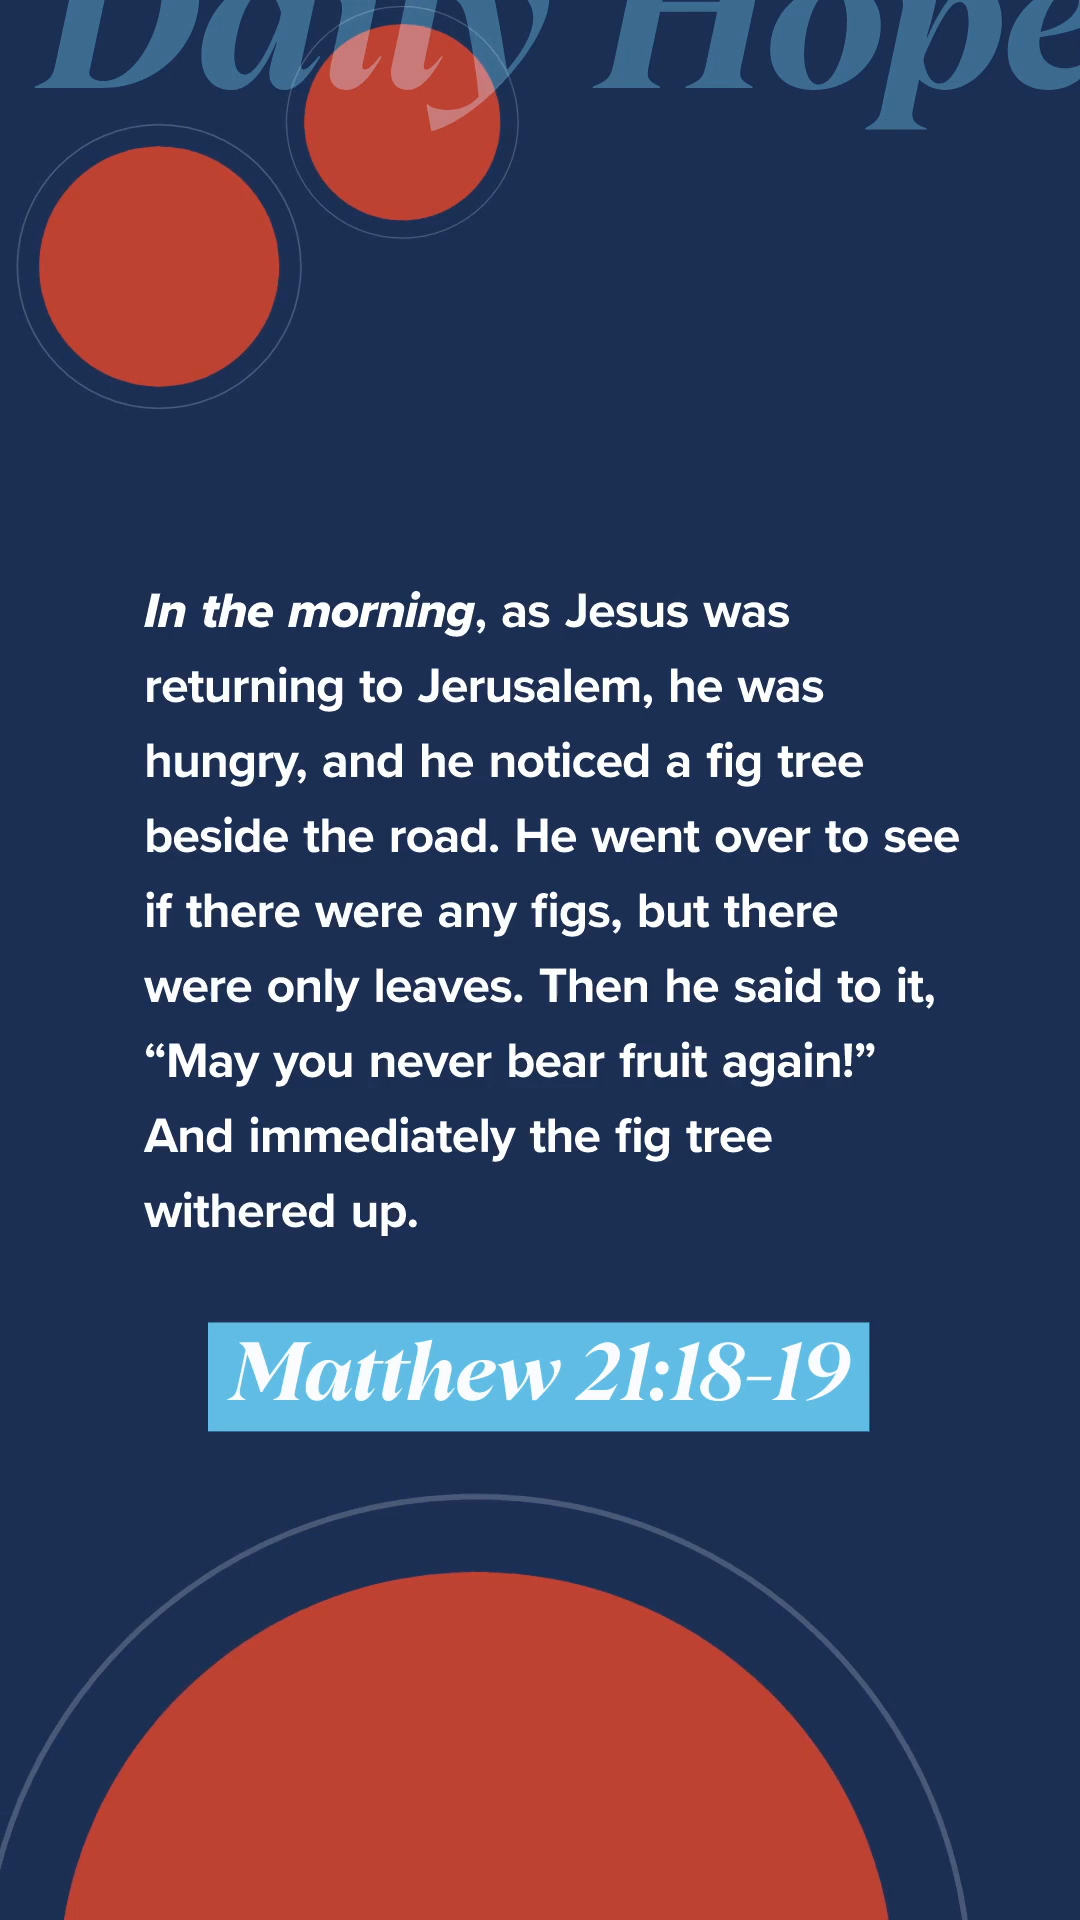 Daily Hope
In the morning, as Jesus was
returning to Jerusalem, he was
hungry, and he noticed a fig tree
beside the road. He went over to see
if there were any figs, but there
were only leaves. Then he said to it,
“May you never bear fruit again!”
And immediately the fig tree
withered up.
Matthew 21:18-19